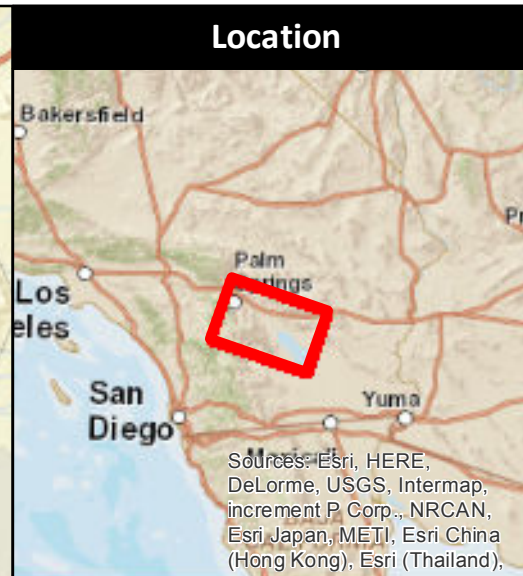 Location
Bakersfield
Palm
Los
eles
San
Diego
Yuma
Sources: Esri, HERE,
DeLorme, USGS, Intermap,
increment P Corp., NRCAN,
Esri Japan, METI, Esri China
(Hong Kong), Esri (Thailand),